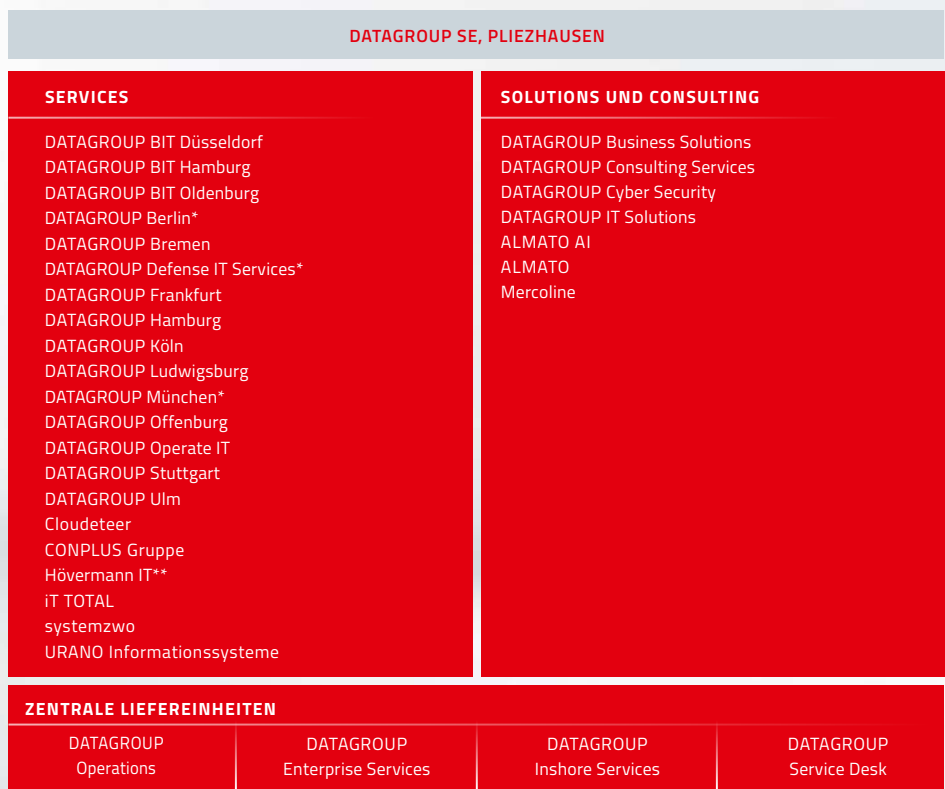 DATAGROUP SE, PLIEZHAUSEN
SERVICES
DATAGROUP BIT Düsseldorf
DATAGROUP BIT Hamburg
DATAGROUP BIT Oldenburg
DATAGROUP Berlin*
DATAGROUP Bremen
DATAGROUP Defense IT Services*
DATAGROUP Frankfurt
DATAGROUP Hamburg
DATAGROUP Köln
DATAGROUP Ludwigsburg
DATAGROUP München*
DATAGROUP Offenburg
DATAGROUP Operate IT
DATAGROUP Stuttgart
DATAGROUP Ulm
Cloudeteer
CONPLUS Gruppe
Hövermann IT**
iT TOTAL
systemzwo
URANO Informationssysteme
SOLUTIONS UND CONSULTING
DATAGROUP Business Solutions
DATAGROUP Consulting Services
DATAGROUP Cyber Security
DATAGROUP IT Solutions
ALMATO AI
ALMATO
Mercoline
ZENTRALE LIEFEREINHEITEN
DATAGROUP
Operations
DATAGROUP
Enterprise Services
DATAGROUP
Inshore Services
DATAGROUP
Service Desk